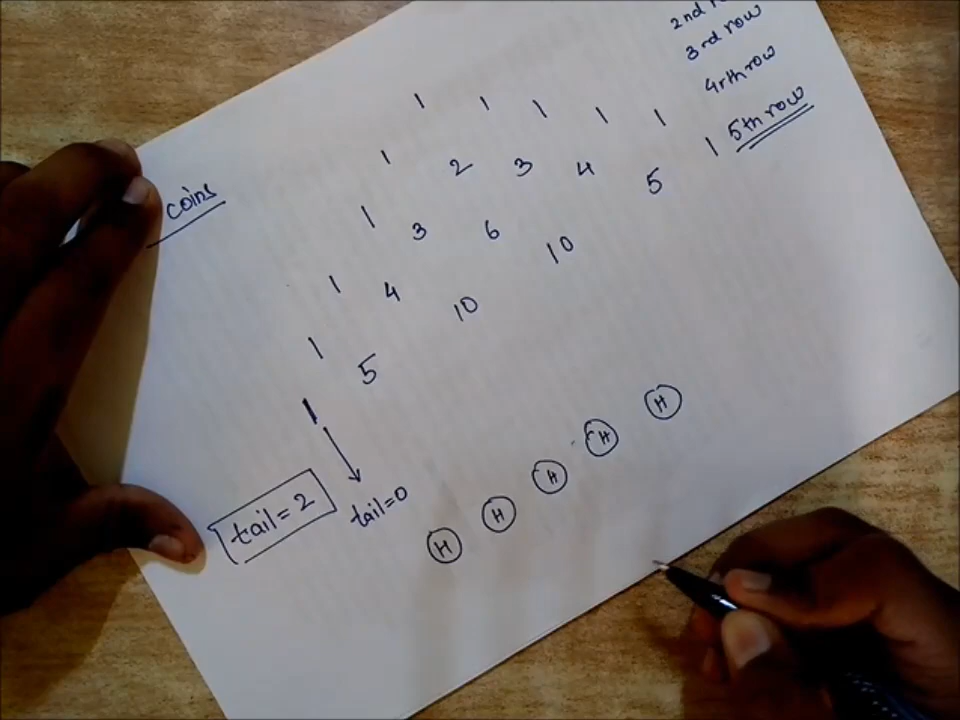 coins
1
1 1
1 2 1 2nd
1 3 3 1 3rd row
1 4 6 4 1 4rth row
1 5 10 10 5 1 5th row
tail=2
tail=0
H H H H H